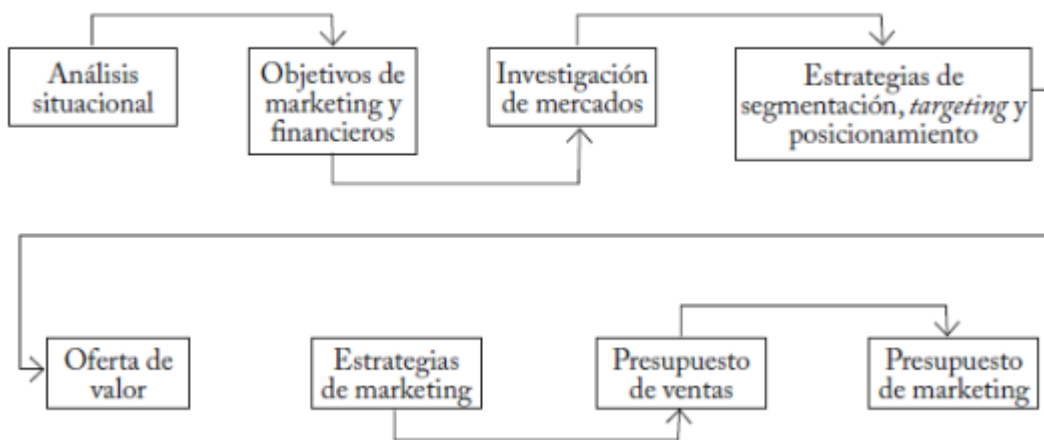 Análisis
situacional
Objetivos de
marketing y
financieros
Investigación
de mercados
Estrategias de
segmentación, targeting y
posicionamiento
Oferta de
valor
Estrategias
de marketing
Presupuesto
de ventas
Presupuesto
de marketing